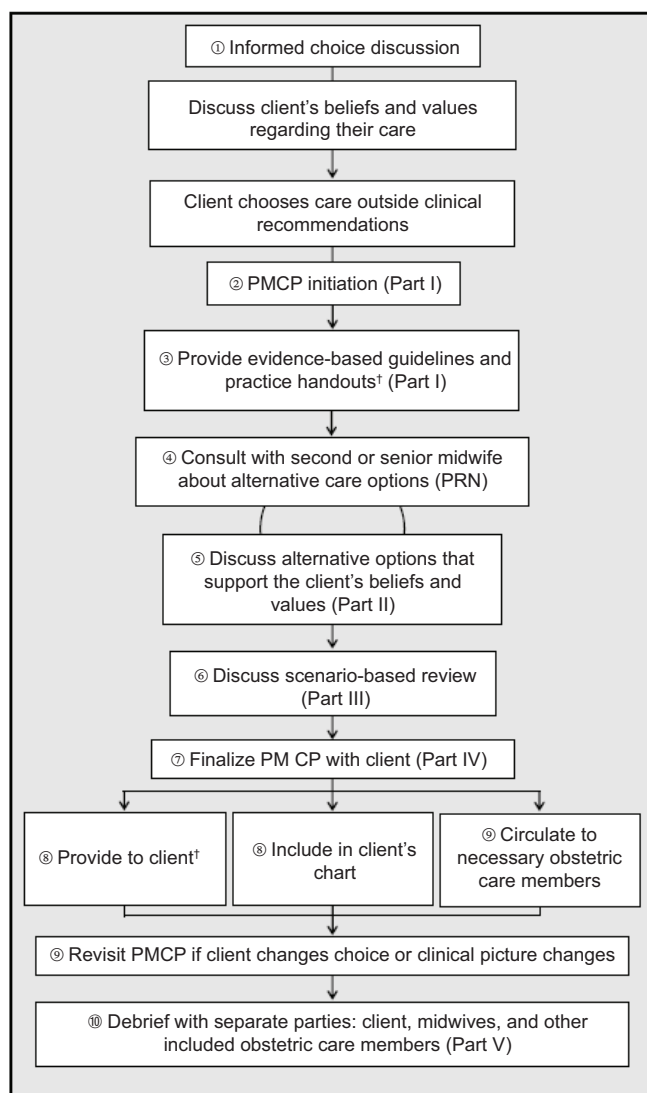 ① Informed choice discussion
Discuss client's beliefs and values
regarding their care
Client chooses care outside clinical
recommendations
② PMCP initiation (Part I)
③ Provide evidence-based guidelines and
practice handouts† (Part I)
④ Consult with second or senior midwife
about alternative care options (PRN)
⑤ Discuss alternative options that
support the client's beliefs and
values (Part II)
⑥ Discuss scenario-based review
(Part III)
⑦ Finalize PM CP with client (Part IV)
⑧ Provide to client†
⑧ Include in client's
chart
⑨ Circulate to
necessary obstetric
care members
⑨ Revisit PMCP if client changes choice or clinical picture changes
⑩ Debrief with separate parties: client, midwives, and other
included obstetric care members (Part V)